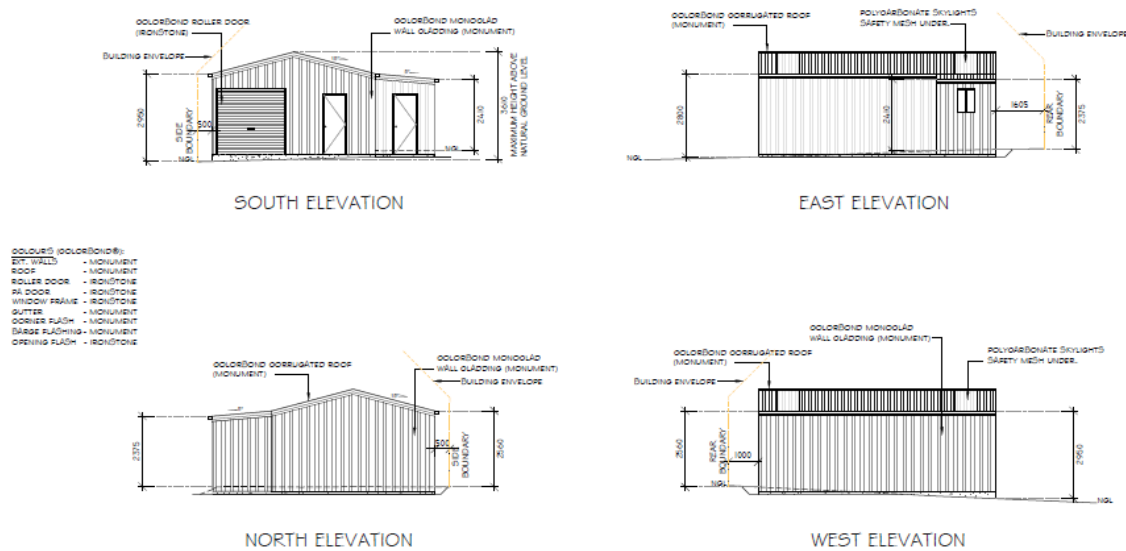 COLORBOND ROLLER DOOR
(IRONSTONE)
COLORBOND MONOCLAD
WALL CLADDING (MONUMENT)
BUILDING ENVELOPE
2950
SIDE
BOUNDARY
500
NGL
2410
3610
MAXIMUM HEIGHT ABOVE
NATURAL GROUND LEVEL
SOUTH ELEVATION
COLORBOND CORRUGATED ROOF
(MONUMENT)
POLYCARBONATE SKYLIGHTS
SAFETY MESH UNDER.
BUILDING ENVELOPE
2800
2410
1605
REAR
BOUNDARY
2375
NGL
EAST ELEVATION
COLOURS (COLORBOND®):
EXT. WALLS - MONUMENT
ROOF - MONUMENT
ROLLER DOOR - IRONSTONE
PA DOOR - IRONSTONE
WINDOW FRAME - IRONSTONE
GUTTER - MONUMENT
CORNER FLASH - MONUMENT
BARGE FLASHING - MONUMENT
OPENING FLASH - IRONSTONE
COLORBOND CORRUGATED ROOF
(MONUMENT)
COLORBOND MONOCLAD
WALL CLADDING (MONUMENT)
BUILDING ENVELOPE
2375
500
SIDE
BOUNDARY
2560
NORTH ELEVATION
COLORBOND MONOCLAD
WALL CLADDING (MONUMENT)
COLORBOND CORRUGATED ROOF
(MONUMENT)
POLYCARBONATE SKYLIGHTS
SAFETY MESH UNDER.
BUILDING ENVELOPE
2560
REAR
BOUNDARY
1000
NGL
2950
NGL
WEST ELEVATION